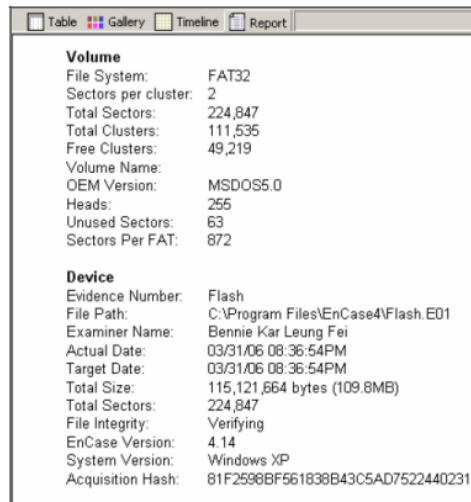 Table Gallery Timeline Report
Volume
File System: FAT32
Sectors per cluster: 2
Total Sectors: 224,847
Total Clusters: 111,535
Free Clusters: 49,219
Volume Name:
OEM Version: MSDOS5.0
Heads: 255
Unused Sectors: 63
Sectors Per FAT: 872
Device
Evidence Number: Flash
File Path: C:\Program Files\EnCase4\Flash.E01
Examiner Name: Bennie Kar Leung Fei
Actual Date: 03/31/06 08:36:54PM
Target Date: 03/31/06 08:36:54PM
Total Size: 115,121,664 bytes (109.8MB)
Total Sectors: 224,847
File Integrity: Verifying
EnCase Version: 4.14
System Version: Windows XP
Acquisition Hash: 81F2598BF561838B43C5AD7522440231